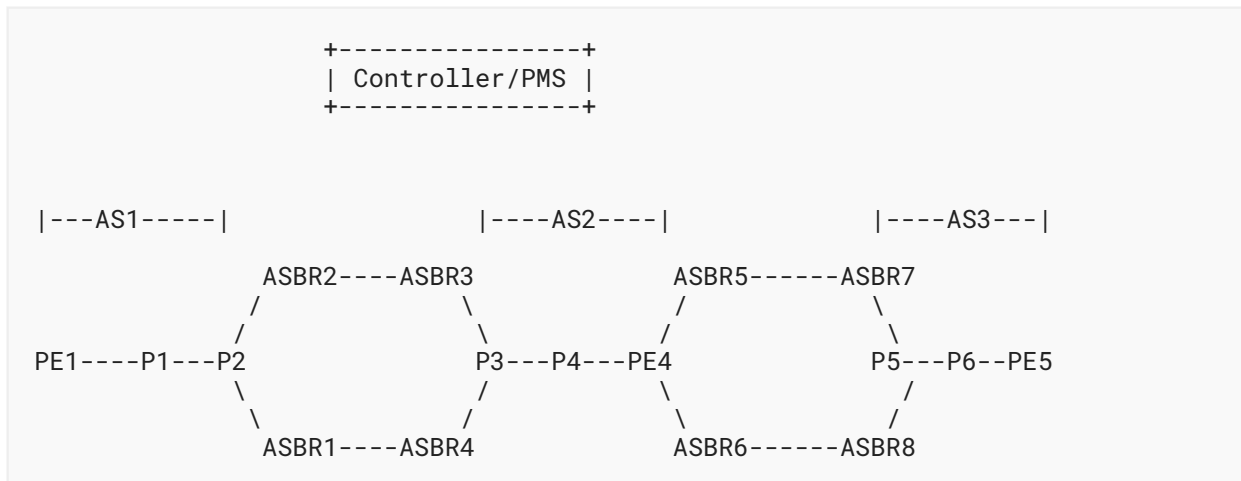 +----------------+
| Controller/PMS |
+----------------+
|---AS1-----| |----AS2----| |----AS3---|
ASBR2----ASBR3 ASBR5------ASBR7
/ \ / \
/ \ / \
PE1----P1---P2 P3---P4---PE4 P5---P6--PE5
\ / \ /
\ / \ /
ASBR1----ASBR4 ASBR6------ASBR8